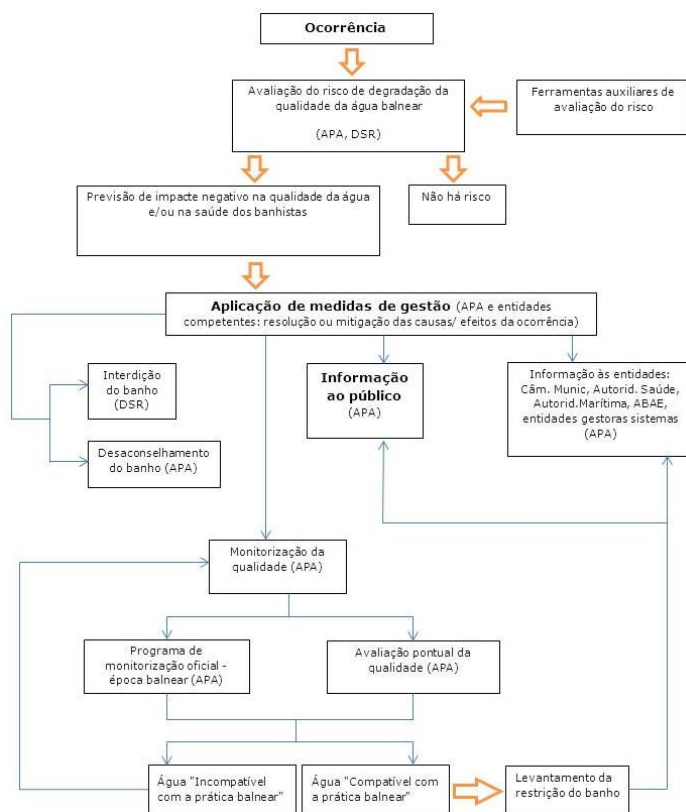 Ocorrência
Avaliação do risco de degradação da
qualidade da água balnear
(APA, DSR)
Ferramentas auxiliares de
avaliação do risco
Previsão de impacte negativo na qualidade da água
e/ou na saúde dos banhistas
Não há risco
Aplicação de medidas de gestão (APA e entidades
competentes: resolução ou mitigação das causas/ efeitos da ocorrência)
Interdição
do banho
(DSR)
Desaconselhamento
do banho (APA)
Informação
ao público
(APA)
Informação às entidades:
Câm. Munic, Autorid. Saúde,
Autorid.Marítima, ABAE,
entidades gestoras sistemas
(APA)
Monitorização da
qualidade (APA)
Programa de
monitorização oficial -
época balnear (APA)
Avaliação pontual da
qualidade (APA)
Água "Incompatível
com a prática balnear"
Água "Compatível com
a prática balnear"
Levantamento da
restrição do banho